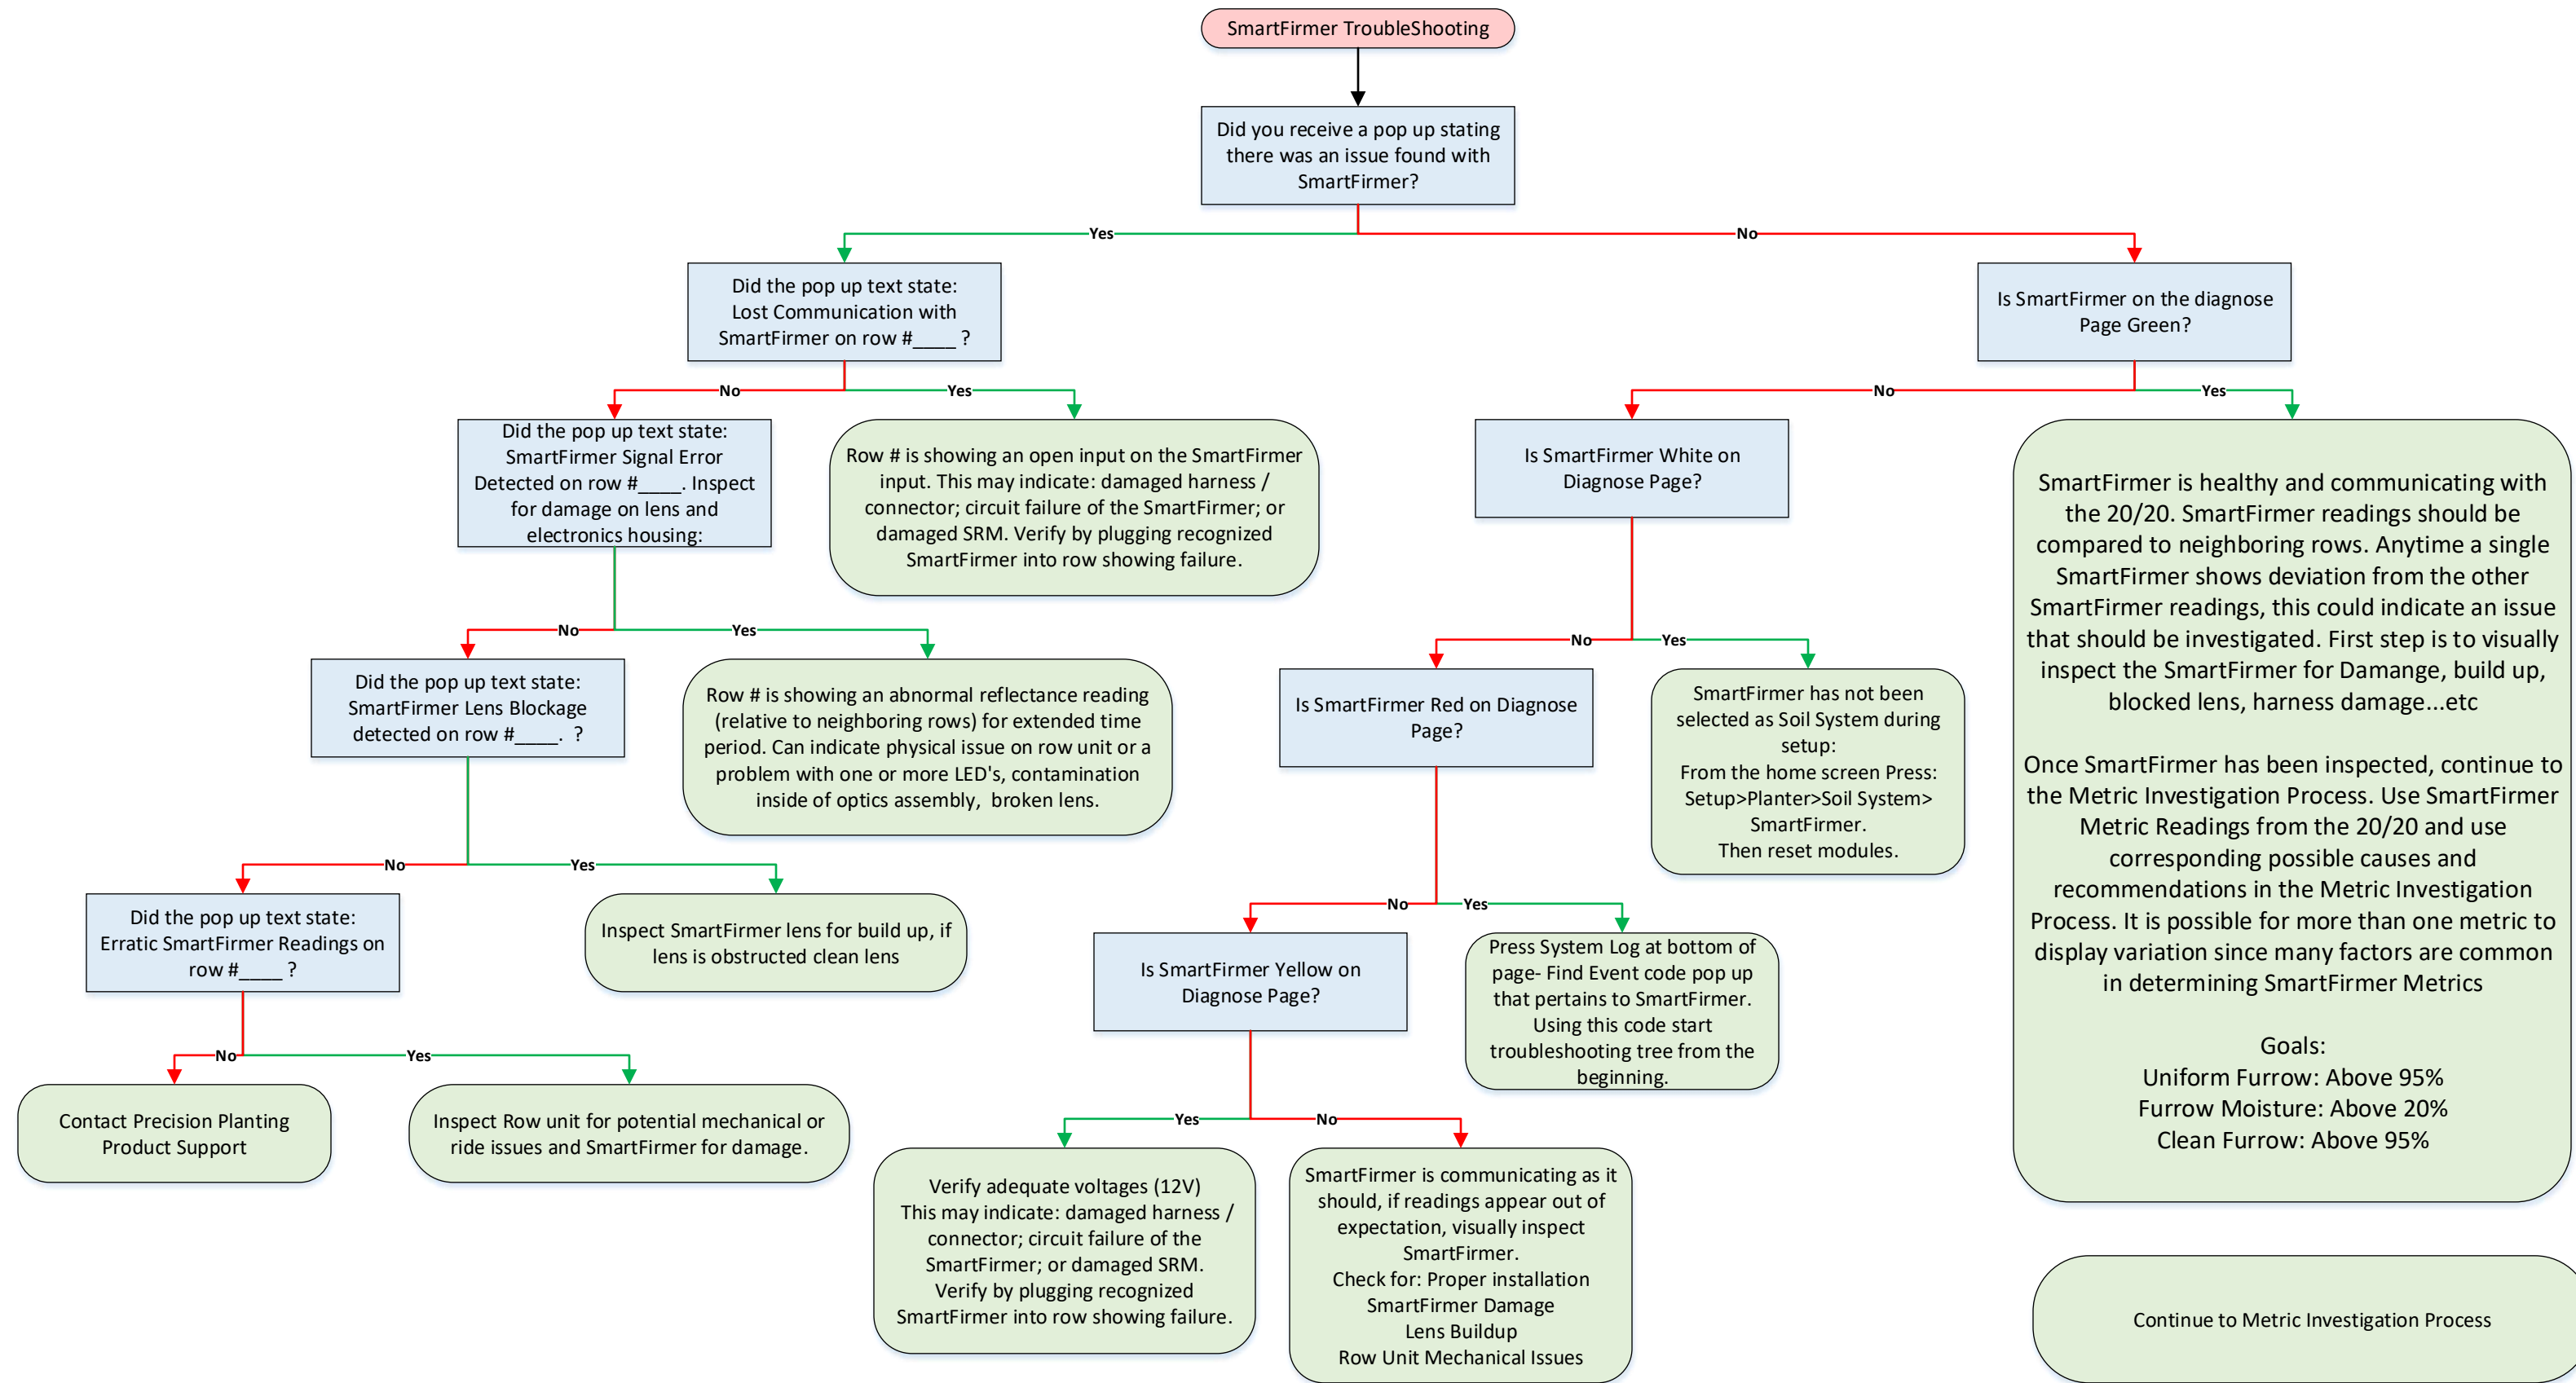 SmartFirmer TroubleShooting
Did you receive a pop up stating
there was an issue found with
SmartFirmer?
Yes
No
Did the pop up text state:
Lost Communication with
SmartFirmer on row #____ ?
Is SmartFirmer on the diagnose
Page Green?
No
Yes
No
Yes
Did the pop up text state:
SmartFirmer Signal Error
Detected on row #____. Inspect
for damage on lens and
electronics housing:
Row # is showing an open input on the SmartFirmer
input. This may indicate: damaged harness /
connector; circuit failure of the SmartFirmer; or
damaged SRM. Verify by plugging recognized
SmartFirmer into row showing failure.
Is SmartFirmer White on
Diagnose Page?
SmartFirmer is healthy and communicating with
the 20/20. SmartFirmer readings should be
compared to neighboring rows. Anytime a single
SmartFirmer shows deviation from the other
SmartFirmer readings, this could indicate an issue
that should be investigated. First step is to visually
inspect the SmartFirmer for Damange, build up,
blocked lens, harness damage...etc
Once SmartFirmer has been inspected, continue to
the Metric Investigation Process. Use SmartFirmer
Metric Readings from the 20/20 and use
corresponding possible causes and
recommendations in the Metric Investigation
Process. It is possible for more than one metric to
display variation since many factors are common
in determining SmartFirmer Metrics
Goals:
Uniform Furrow: Above 95%
Furrow Moisture: Above 20%
Clean Furrow: Above 95%
No
Yes
No
Yes
Did the pop up text state:
SmartFirmer Lens Blockage
detected on row #____.  ?
Row # is showing an abnormal reflectance reading
(relative to neighboring rows) for extended time
period. Can indicate physical issue on row unit or a
problem with one or more LED's, contamination
inside of optics assembly,  broken lens.
Is SmartFirmer Red on Diagnose
Page?
SmartFirmer has not been
selected as Soil System during
setup:
From the home screen Press:
Setup>Planter>Soil System>
SmartFirmer.
Then reset modules.
No
Yes
No
Yes
Did the pop up text state:
Erratic SmartFirmer Readings on
row #____ ?
Inspect SmartFirmer lens for build up, if
lens is obstructed clean lens
Is SmartFirmer Yellow on
Diagnose Page?
Press System Log at bottom of
page- Find Event code pop up
that pertains to SmartFirmer.
Using this code start
troubleshooting tree from the
beginning.
No
Yes
Yes
No
Contact Precision Planting
Product Support
Inspect Row unit for potential mechanical or
ride issues and SmartFirmer for damage.
Verify adequate voltages (12V)
This may indicate: damaged harness /
connector; circuit failure of the
SmartFirmer; or damaged SRM.
Verify by plugging recognized
SmartFirmer into row showing failure.
SmartFirmer is communicating as it
should, if readings appear out of
expectation, visually inspect
SmartFirmer.
Check for: Proper installation
SmartFirmer Damage
Lens Buildup
Row Unit Mechanical Issues
Continue to Metric Investigation Process